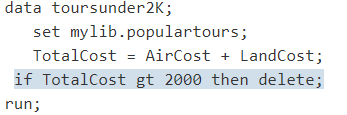 data toursunder2K;
set mylib.populartours;
TotalCost = AirCost + LandCost;
if TotalCost gt 2000 then delete;
run;